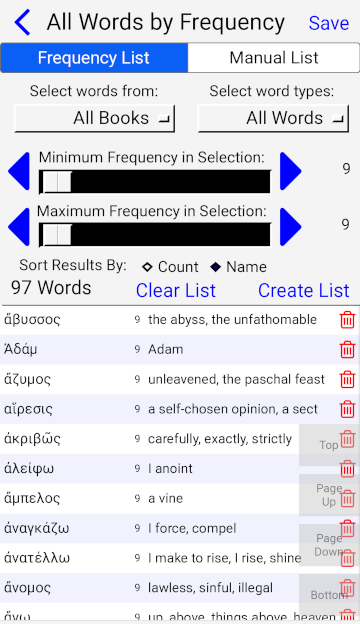 All Words by Frequency Save
Frequency List Manual List
Select words from: Select word types:
All Books All Words
Minimum Frequency in Selection:
9
Maximum Frequency in Selection:
9
Sort Results By: Count Name
97 Words Clear List Create List
ἄβυσσος 9 the abyss, the unfathomable
Ἀδάμ 9 Adam
ἄζυμος 9 unleavened, the paschal feast
αἵρεσις 9 a self-chosen opinion, a sect
ἀκριβῶς 9 carefully, exactly, strictly
Top
ἀλείφω 9 I anoint
ἄμπελος 9 a vine
Page Up
ἀναγκάζω 9 I force, compel
Page Down
ἀνατέλλω 9 I make to rise, I rise, shine
ἄνομος 9 lawless, sinful, illegal
Bottom
ἄνω 9 up, above, things above, heaven